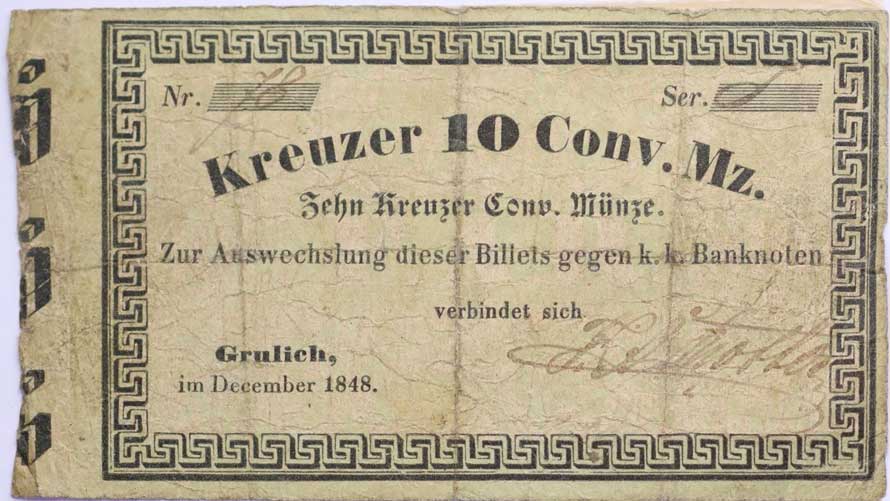 Nr. 78 Ser.
Kreuzer 10 Conv. Mz.
Zehn Kreuzer Conv. Münze.
Zur Auswechslung dieser Billets gegen k. k. Banknoten
verbindet sich
Grulich,
im December 1848.